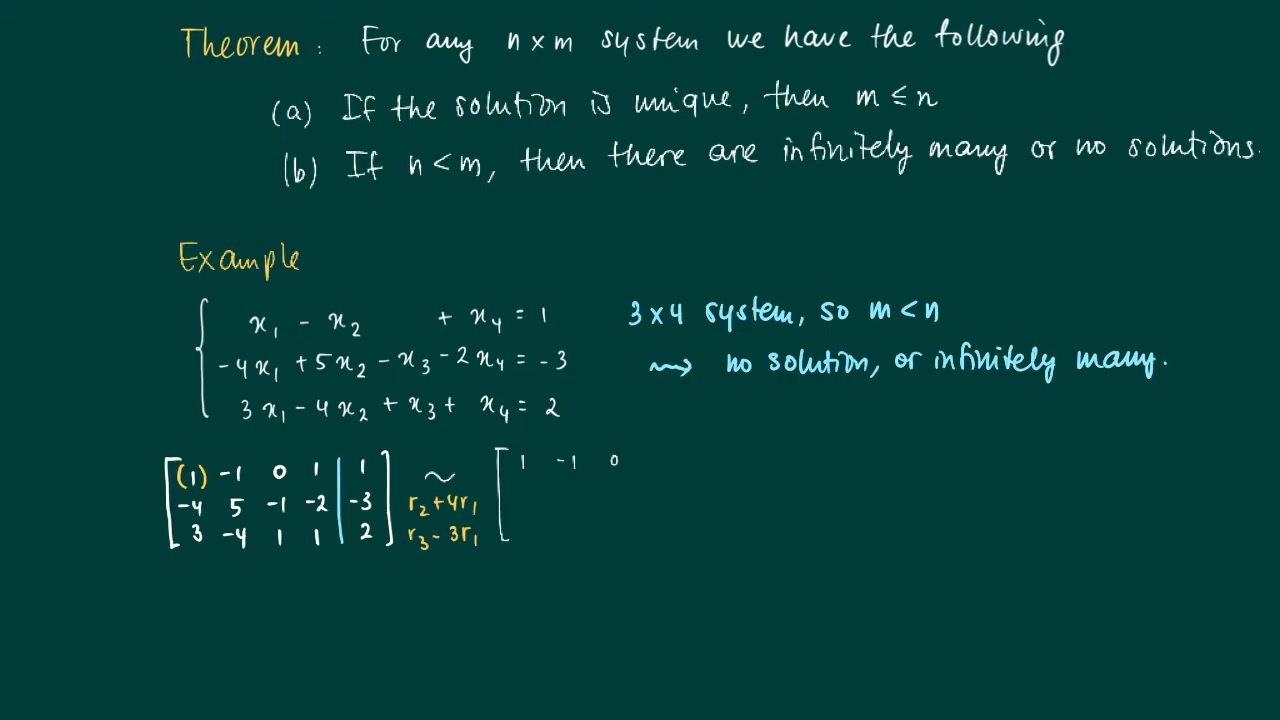 Theorem: For any n × m system we have the following
(a) If the solution is unique, then m ≤ n
(b) If n < m, then there are infinitely many or no solutions.
Example
x₁ - x₂ + x₄ = 1
3 × 4 system, so m < n
-4x₁ + 5x₂ - x₃ - 2x₄ = -3
⇝ no solution, or infinitely many.
3x₁ - 4x₂ + x₃ + x₄ = 2
[ (1) -1 0 1 | 1 ] ~ [ 1 -1 0
-4 5 -1 -2 | -3 r₂ + 4r₁
3 -4 1 1 | 2 r₃ - 3r₁